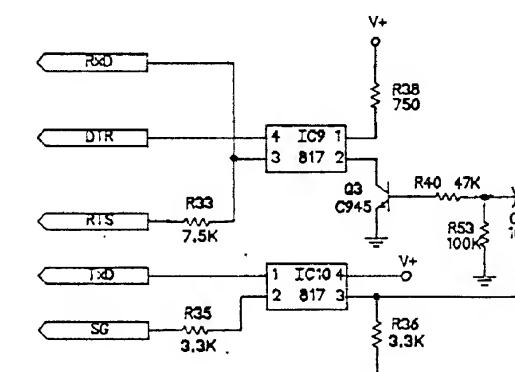 V+
RXD
R38
750
DTR
4 IC9 1
3 817 2
R33
7.5K
RTS
Q3
C945
R40 47K
R53
100K
TXD
1 IC10 4
2 817 3
V+
SG
R35
3.3K
R36
3.3K